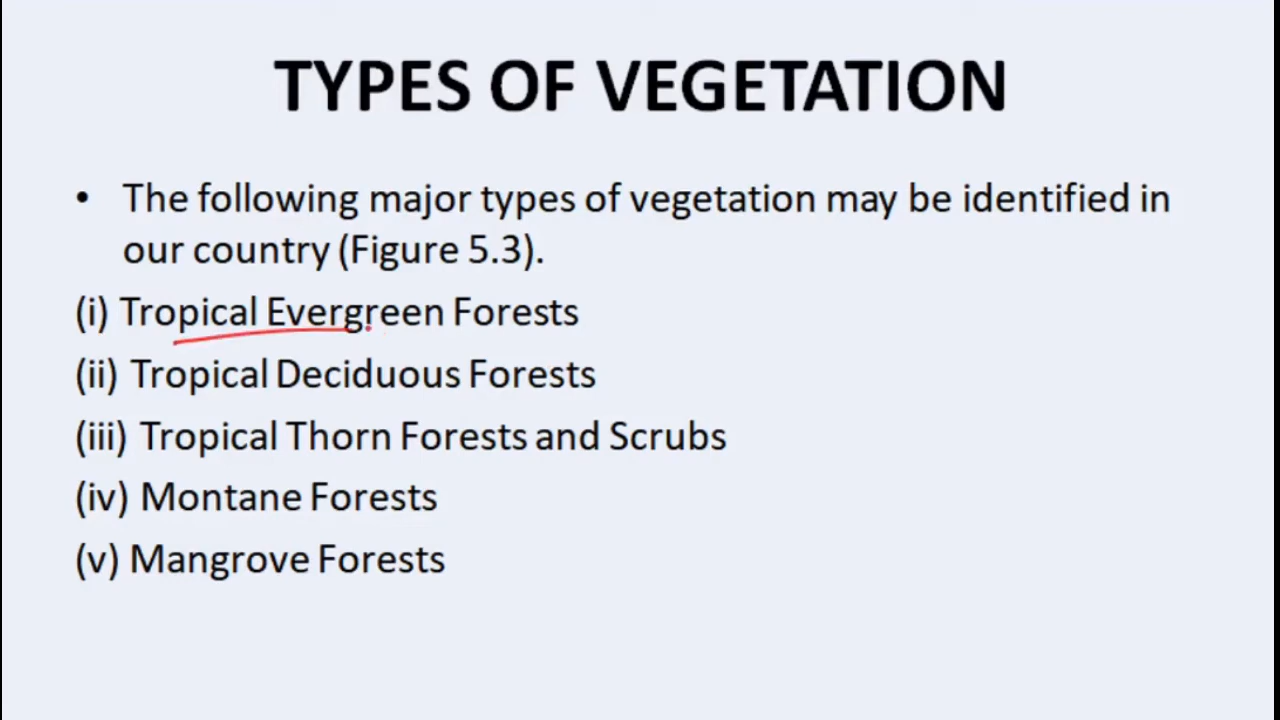 TYPES OF VEGETATION
• The following major types of vegetation may be identified in
our country (Figure 5.3).
(i) Tropical Evergreen Forests
(ii) Tropical Deciduous Forests
(iii) Tropical Thorn Forests and Scrubs
(iv) Montane Forests
(v) Mangrove Forests